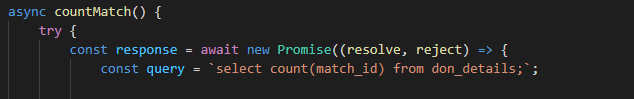 async countMatch() {
try {
const response = await new Promise((resolve, reject) => {
const query = `select count(match_id) from don_details;`;